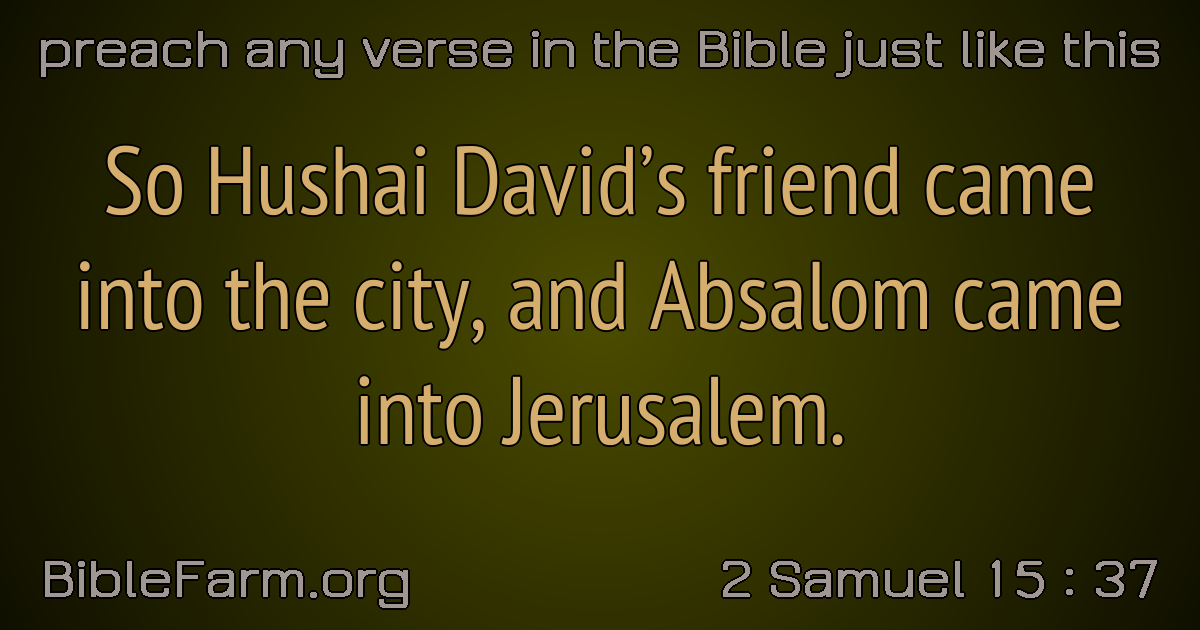 preach any verse in the Bible just like this
So Hushai David’s friend came
into the city, and Absalom came
into Jerusalem.
BibleFarm.org
2 Samuel 15 : 37